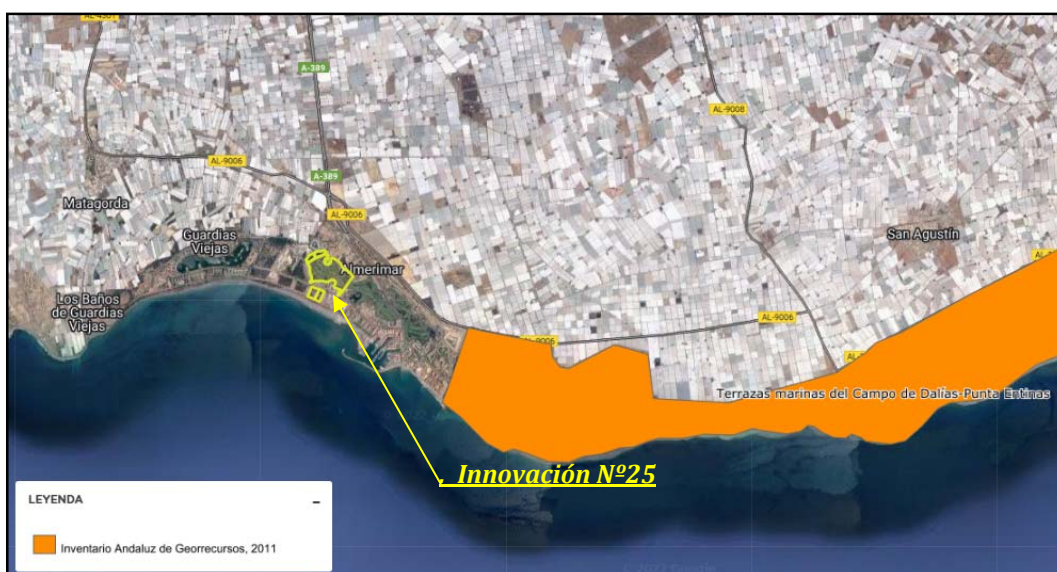 AL-4301
A-389
AL-9008
AL-9006
A-389
Matagorda
AL-9006
Guardias
Viejas
San Agustín
Almerimar
Los Baños
de Guardias
Viejas
AL-9006
AL-9006
Terrazas marinas del Campo de Dalías-Punta Entinas
Innovación Nº25
LEYENDA
–
Inventario Andaluz de Georrecursos, 2011